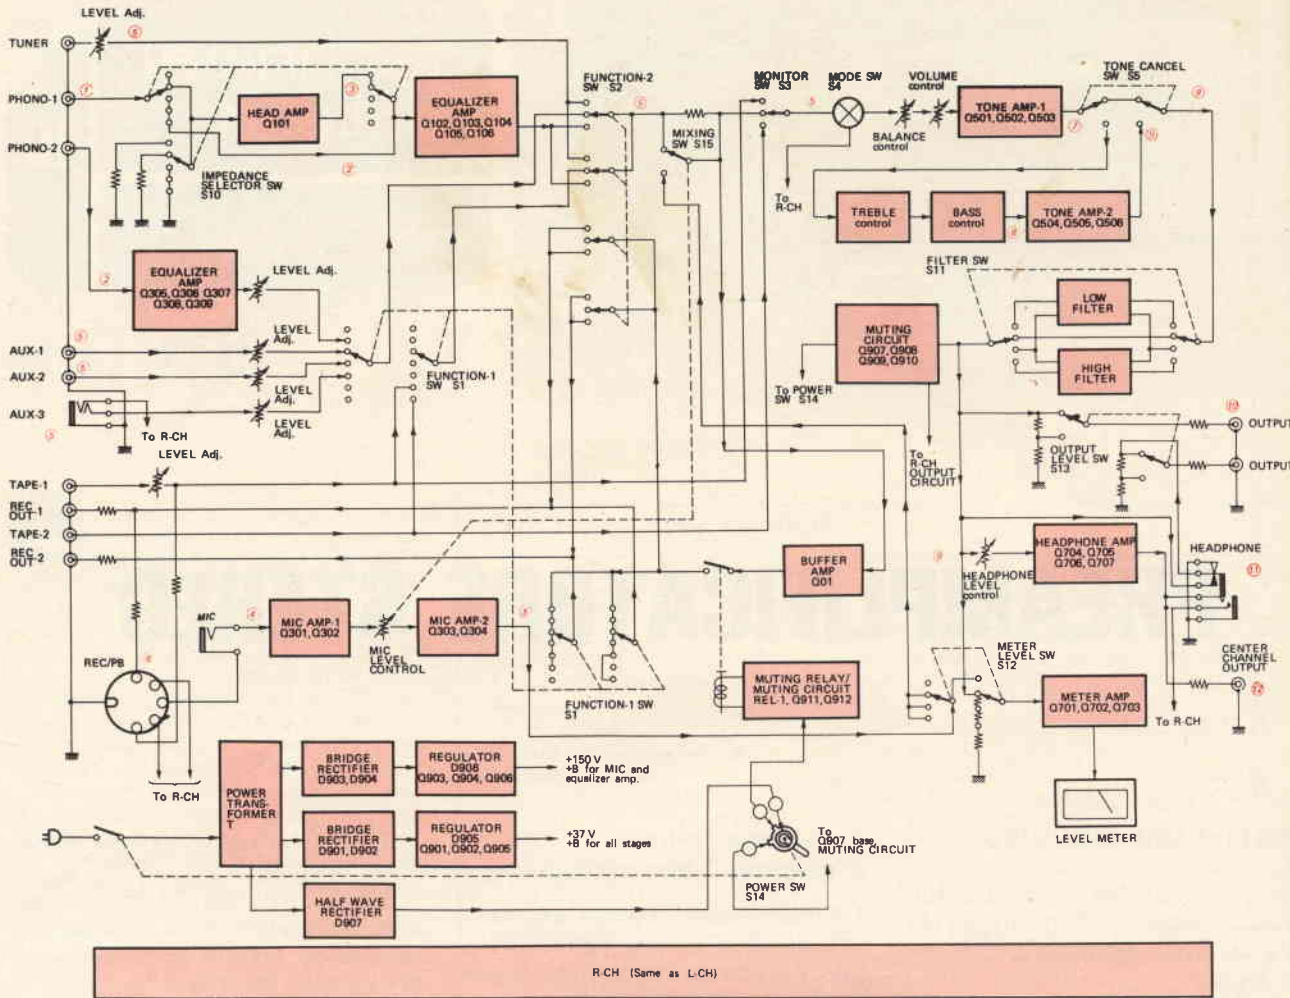 LEVEL Adj.
TUNER
PHONO-1
PHONO-2
HEAD AMP
Q101
EQUALIZER
AMP
Q102, Q103, Q104
Q105, Q106
IMPEDANCE
SELECTOR SW
S10
FUNCTION-2
SW S2
MIXING
SW S15
MONITOR
SW S3
MODE SW
S4
To
R-CH
VOLUME
control
BALANCE
control
TONE AMP-1
Q501, Q502, Q503
TONE CANCEL
SW S5
TREBLE
control
BASS
control
TONE AMP-2
Q504, Q505, Q506
EQUALIZER
AMP
Q305, Q306 Q307
Q308, Q309
LEVEL Adj.
LEVEL
Adj.
LEVEL
Adj.
LEVEL
Adj.
AUX-1
AUX-2
AUX-3
To R-CH
FUNCTION-1
SW S1
MUTING
CIRCUIT
Q907, Q908
Q909, Q910
To POWER
SW S14
To
R-CH
OUTPUT
CIRCUIT
FILTER SW
S11
LOW
FILTER
HIGH
FILTER
OUTPUT
LEVEL SW
S13
OUTPUT
OUTPUT
LEVEL Adj.
TAPE-1
REC
OUT-1
TAPE-2
REC
OUT-2
MIC
MIC AMP-1
Q301, Q302
MIC
LEVEL
CONTROL
MIC AMP-2
Q303, Q304
BUFFER
AMP
Q01
HEADPHONE AMP
Q704, Q705
Q706, Q707
HEADPHONE
LEVEL
control
HEADPHONE
REC/PB
To R-CH
FUNCTION-1 SW
S1
MUTING RELAY/
MUTING CIRCUIT
REL-1, Q911, Q912
METER
LEVEL SW
S12
METER AMP
Q701, Q702, Q703
LEVEL METER
To R-CH
CENTER
CHANNEL
OUTPUT
POWER
TRANS-
FORMER
T
BRIDGE
RECTIFIER
D903, D904
REGULATOR
D906
Q903, Q904, Q906
+150 V
+B for MIC and
equalizer amp.
BRIDGE
RECTIFIER
D901, D902
REGULATOR
D905
Q901, Q902, Q905
+37 V
+B for all stages
HALF WAVE
RECTIFIER
D907
To
Q907 base
MUTING CIRCUIT
POWER SW
S14
R-CH (Same as L-CH)